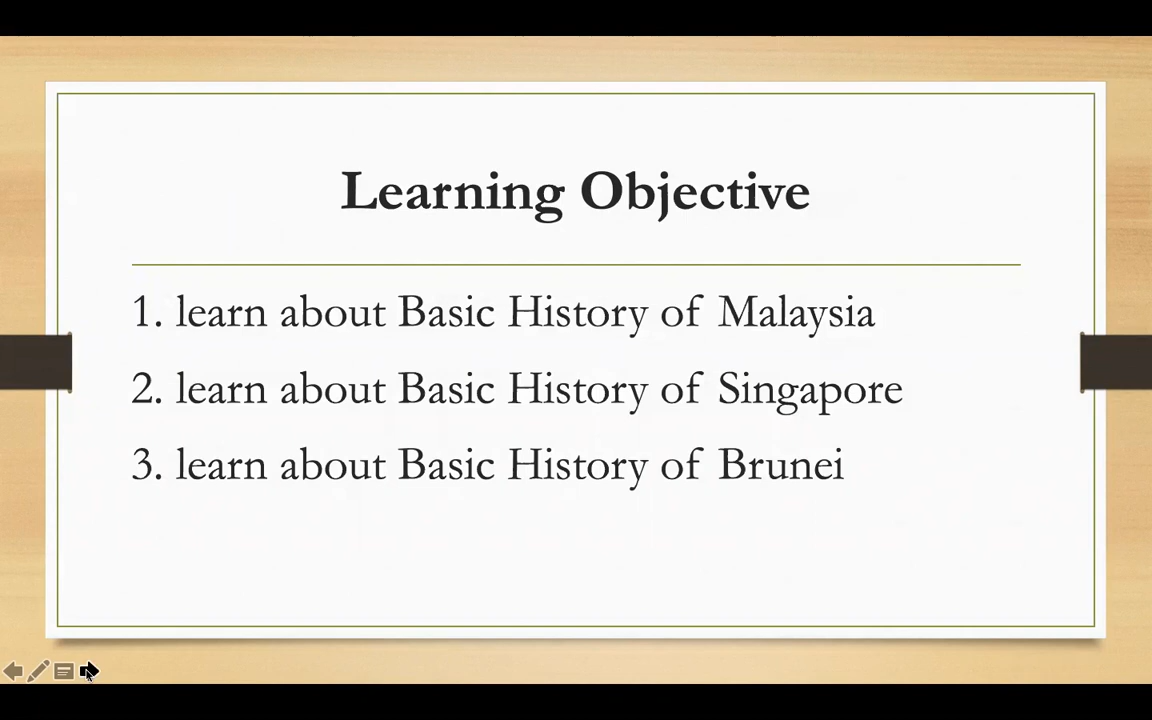 Learning Objective
1. learn about Basic History of Malaysia
2. learn about Basic History of Singapore
3. learn about Basic History of Brunei